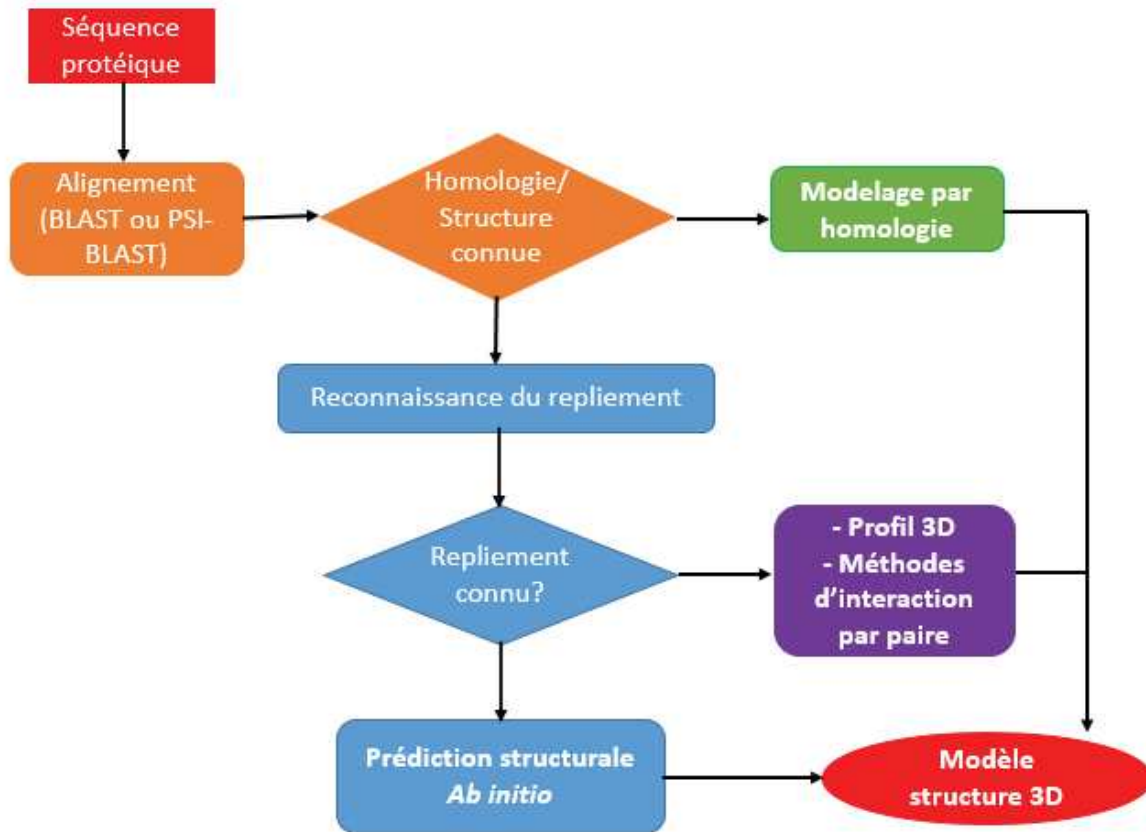 Séquence
protéique
Alignement
(BLAST ou PSI-
BLAST)
Homologie/
Structure
connue
Modelage par
homologie
Reconnaissance du repliement
Repliement
connu?
- Profil 3D
- Méthodes
d'interaction
par paire
Prédiction structurale
Ab initio
Modèle
structure 3D